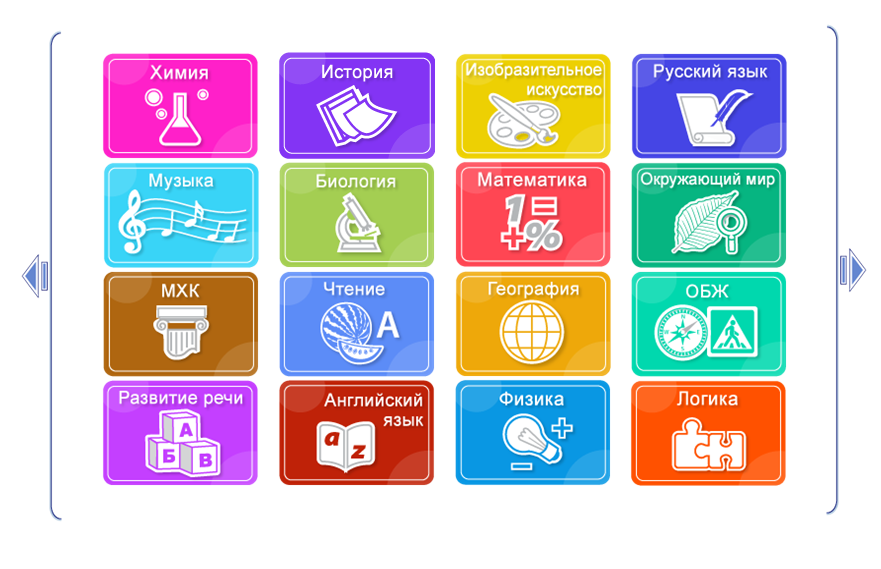 Химия
История
Изобразительное
искусство
Русский язык
Музыка
Биология
Математика
1=
+%
Окружающий мир
МХК
Чтение
А
География
ОБЖ
Развитие речи
А
Б В
Английский
язык
a z
Физика
+
−
Логика